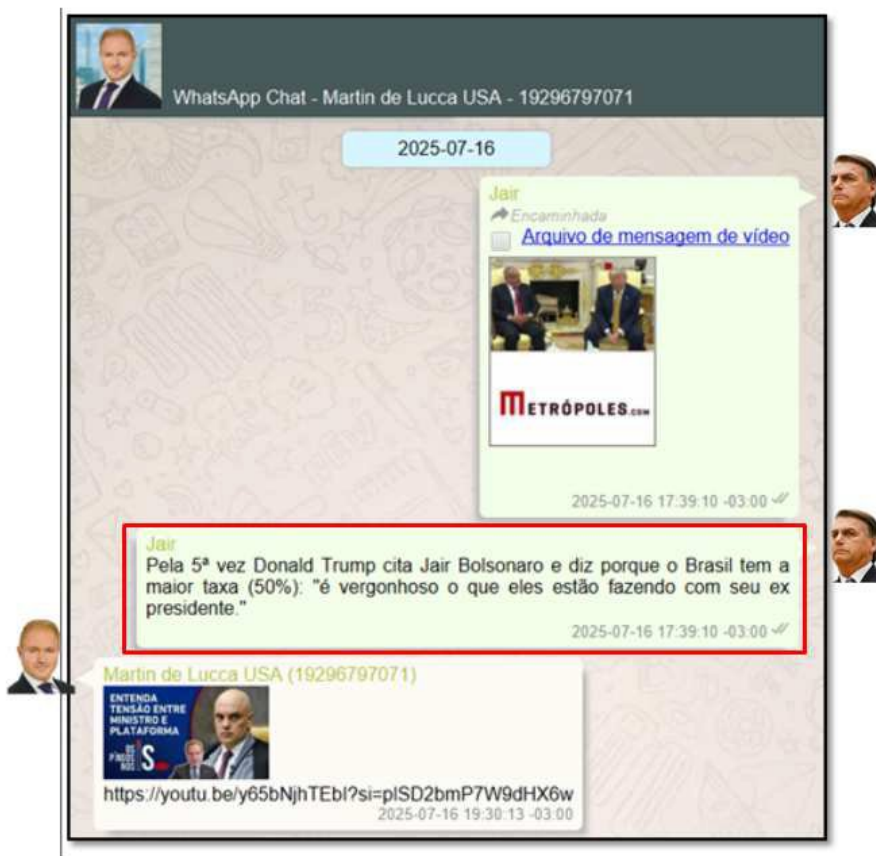 WhatsApp Chat - Martin de Lucca USA - 19296797071
2025-07-16
Jair
Encaminhada
Arquivo de mensagem de vídeo
METRÓPOLES.COM
2025-07-16 17:39:10 -03:00
Jair
Pela 5ª vez Donald Trump cita Jair Bolsonaro e diz porque o Brasil tem a
maior taxa (50%): "é vergonhoso o que eles estão fazendo com seu ex
presidente."
2025-07-16 17:39:10 -03:00
Martin de Lucca USA (19296797071)
ENTENDA
TENSÃO ENTRE
MINISTRO E
PLATAFORMA
OS
PINGOS
NOS IS
https://youtu.be/y65bNjhTEbI?si=plSD2bmP7W9dHX6w
2025-07-16 19:30:13 -03:00